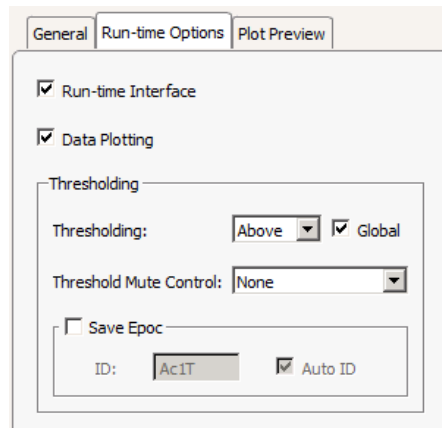 General Run-time Options Plot Preview
Run-time Interface
Data Plotting
Thresholding
Thresholding: Above Global
Threshold Mute Control: None
Save Epoc
ID: Ac1T Auto ID